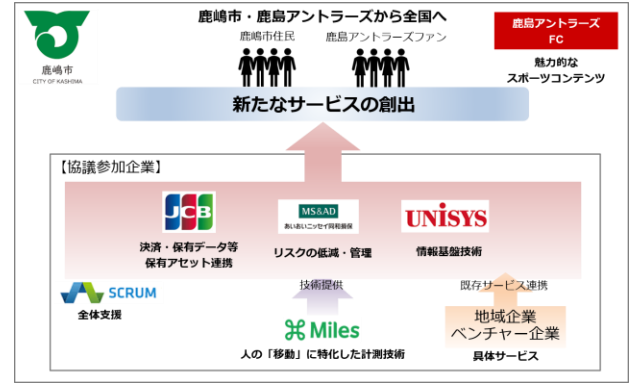 鹿嶋市・鹿島アントラーズから全国へ
鹿嶋市
CITY OF KASHIMA
鹿嶋市住民
鹿島アントラーズファン
鹿島アントラーズ
FC
魅力的な
スポーツコンテンツ
新たなサービスの創出
【協議参加企業】
JCB
決済・保有データ等
保有アセット連携
MS&AD
あいおいニッセイ同和損保
リスクの低減・管理
UNISYS
情報基盤技術
SCRUM
全体支援
技術提供
Miles
人の「移動」に特化した計測技術
既存サービス連携
地域企業
ベンチャー企業
具体サービス